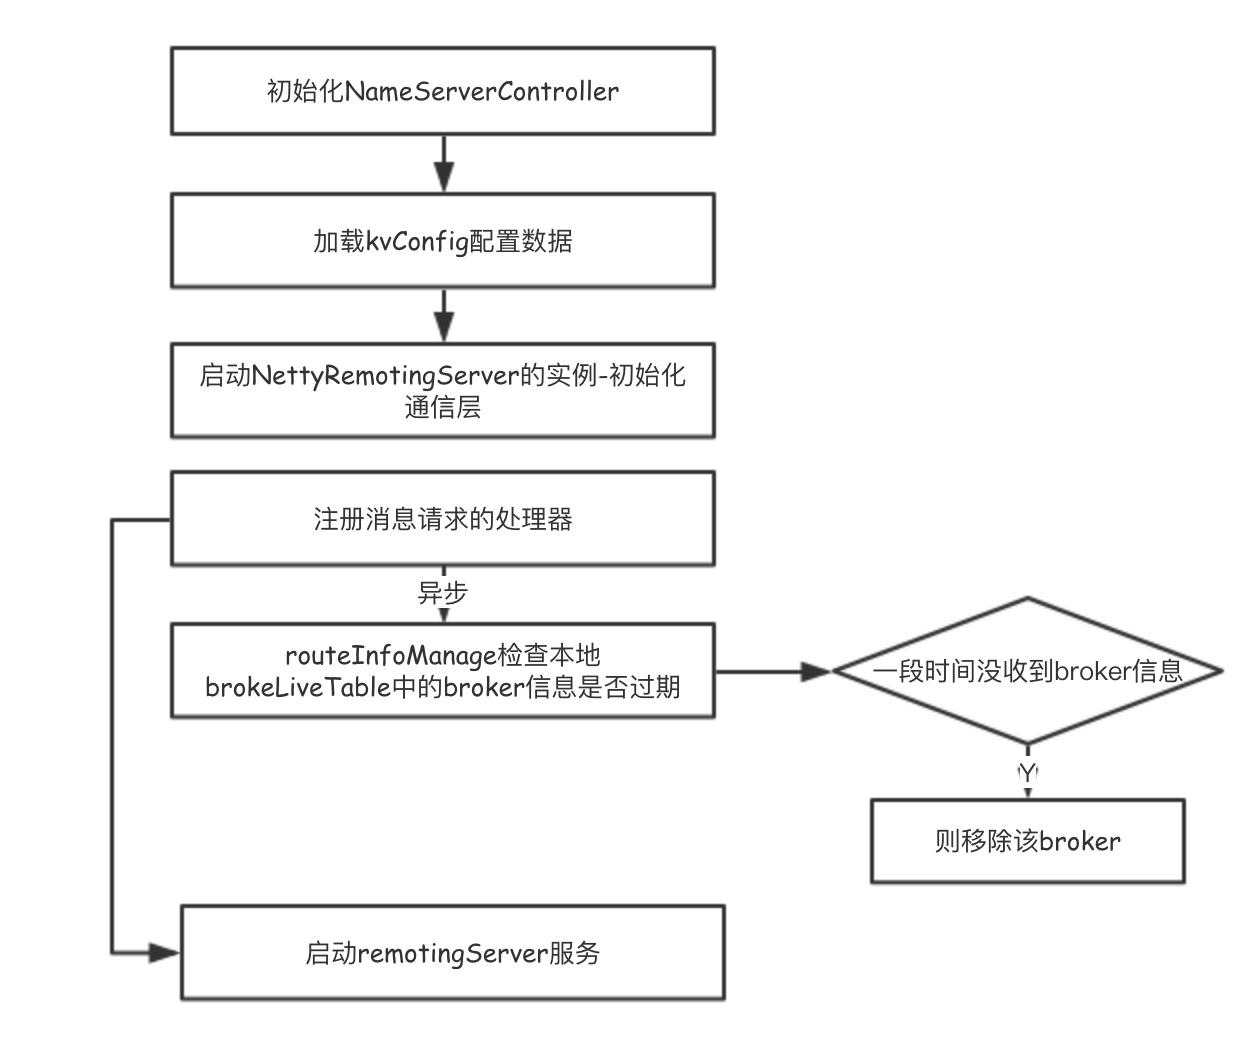 初始化NameServerController
加载kvConfig配置数据
启动NettyRemotingServer的实例-初始化
通信层
注册消息请求的处理器
异步
routeInfoManage检查本地
brokeLiveTable中的broker信息是否过期
一段时间没收到broker信息
Y
则移除该broker
启动remotingServer服务